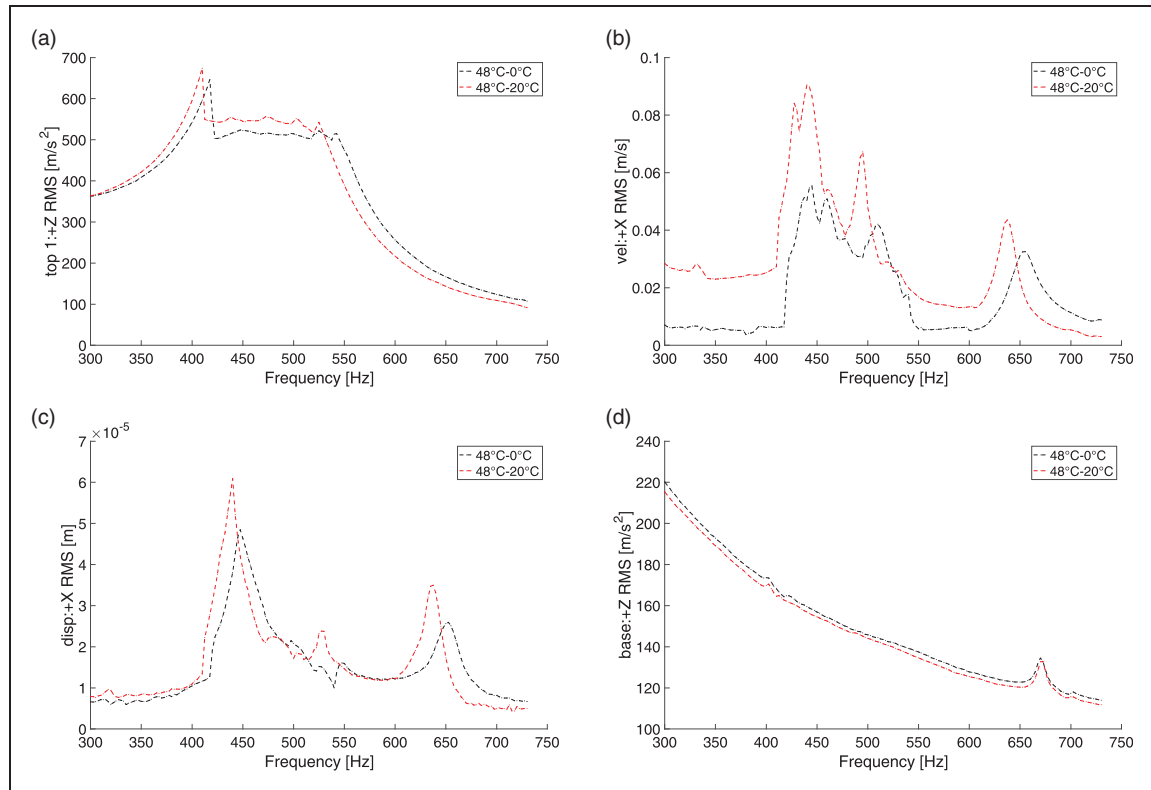 (a)
700
600
500
400
300
200
100
0
top 1:+Z RMS [m/s²]
48°C-0°C
48°C-20°C
300 350 400 450 500 550 600 650 700 750
Frequency [Hz]
(b)
0.1
0.08
0.06
0.04
0.02
0
vel:+X RMS [m/s]
48°C-0°C
48°C-20°C
300 350 400 450 500 550 600 650 700 750
Frequency [Hz]
(c)
7 ×10⁻⁵
6
5
4
3
2
1
0
disp:+X RMS [m]
48°C-0°C
48°C-20°C
300 350 400 450 500 550 600 650 700 750
Frequency [Hz]
(d)
240
220
200
180
160
140
120
100
base:+Z RMS [m/s²]
48°C-0°C
48°C-20°C
300 350 400 450 500 550 600 650 700 750
Frequency [Hz]